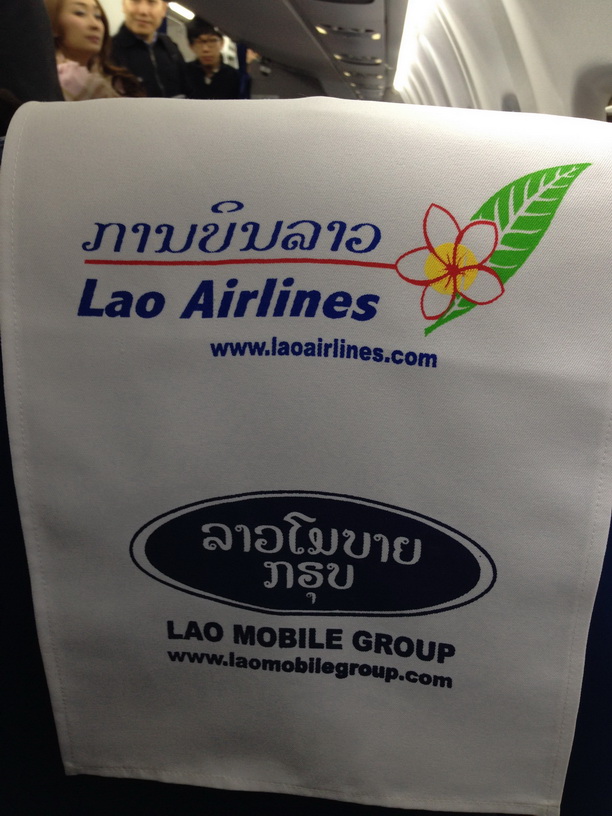 ການບິນລາວ
Lao Airlines
www.laoairlines.com
ລາວໂມບາຍ
ກຣຸບ
LAO MOBILE GROUP
www.laomobilegroup.com